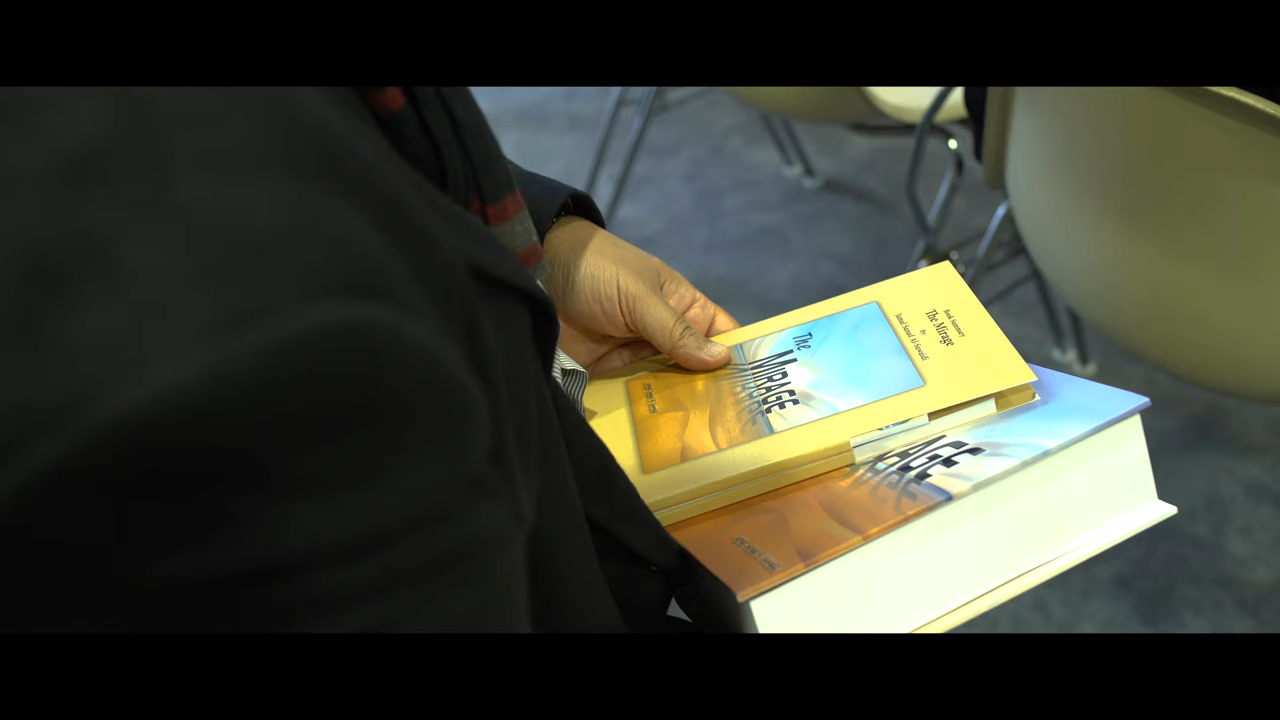 Book Summary
The Mirage
By:
Jamal Sanad Al-Suwaidi
The
MIRAGE
AGE